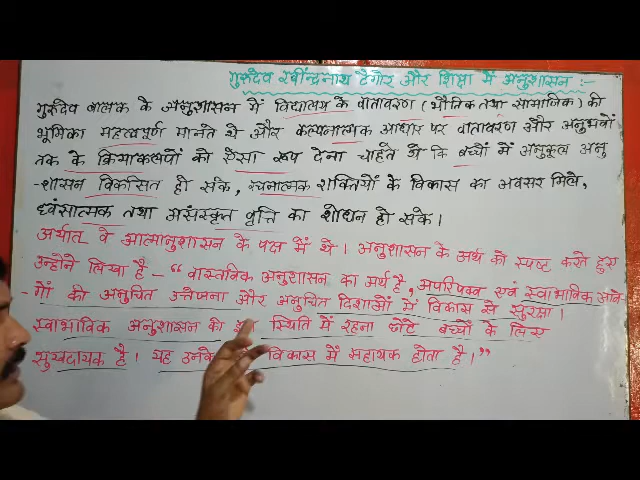 गुरुदेव रवींन्द्रनाथ टैगोर और शिक्षा में अनुशासन :-
गुरुदेव बालक के अनुशासन में विद्यालय के वातावरण (भौतिक तथा सामाजिक) की
भूमिका महत्वपूर्ण मानते थे और कल्पनात्मक आधार पर वातावरण और अनुभवों
तक के क्रियाकलापों को ऐसा रूप देना चाहते थे कि बच्चों में अनुकूल अनु
-शासन विकसित हो सके, रचनात्मक शक्तियों के विकास का अवसर मिले,
ध्वंसात्मक तथा असंस्कृत वृत्ति का शोधन हो सके।
अर्थात् वे आत्मानुशासन के पक्ष में थे। अनुशासन के अर्थ को स्पष्ट करते हुए
उन्होंने लिखा है - "वास्तविक अनुशासन का अर्थ है, अपरिपक्व एवं स्वाभाविक आवे-
-गों की अनुचित उत्तेजना और अनुचित दिशाओं में विकास से सुरक्षा।
स्वाभाविक अनुशासन की इस स्थिति में रहना छोटे बच्चों के लिए
सुखदायक है। यह उनके विकास में सहायक होता है।"